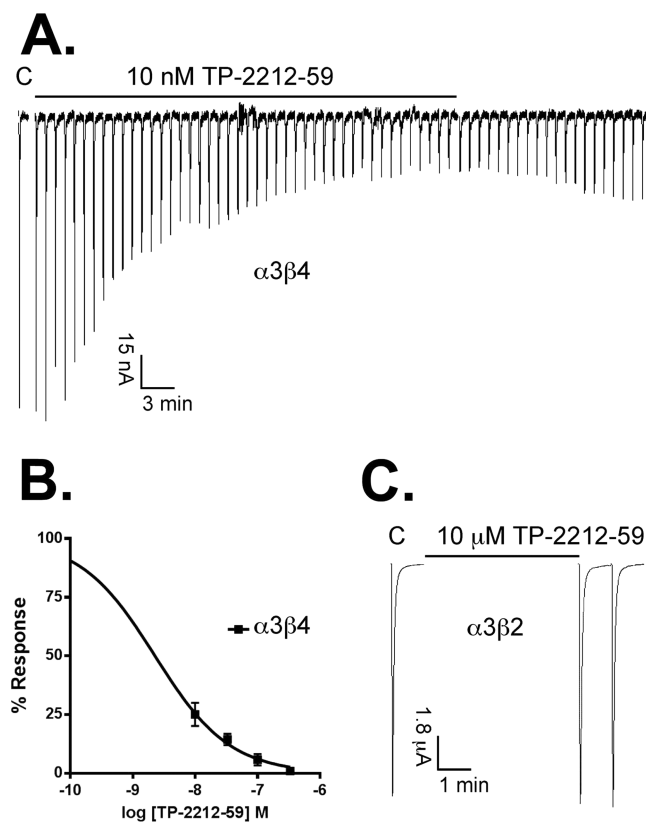 A.
C 10 nM TP-2212-59
α3β4
15 nA
3 min
B.
100
75
50
25
0
% Response
α3β4
-10 -9 -8 -7 -6
log [TP-2212-59] M
C.
C 10 μM TP-2212-59
α3β2
1.8 μA
1 min